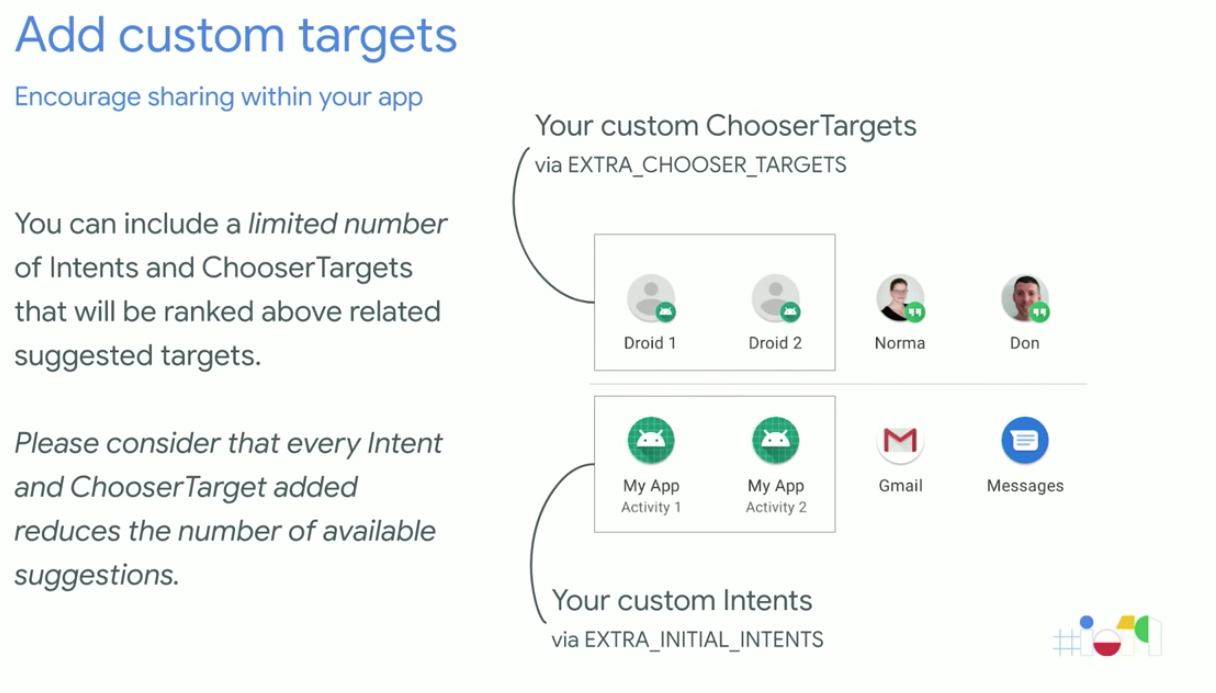 Add custom targets
Encourage sharing within your app
You can include a limited number
of Intents and ChooserTargets
that will be ranked above related
suggested targets.
Please consider that every Intent
and ChooserTarget added
reduces the number of available
suggestions.
Your custom ChooserTargets
via EXTRA_CHOOSER_TARGETS
Droid 1
Droid 2
Norma
Don
My App
Activity 1
My App
Activity 2
Gmail
Messages
Your custom Intents
via EXTRA_INITIAL_INTENTS
#io19